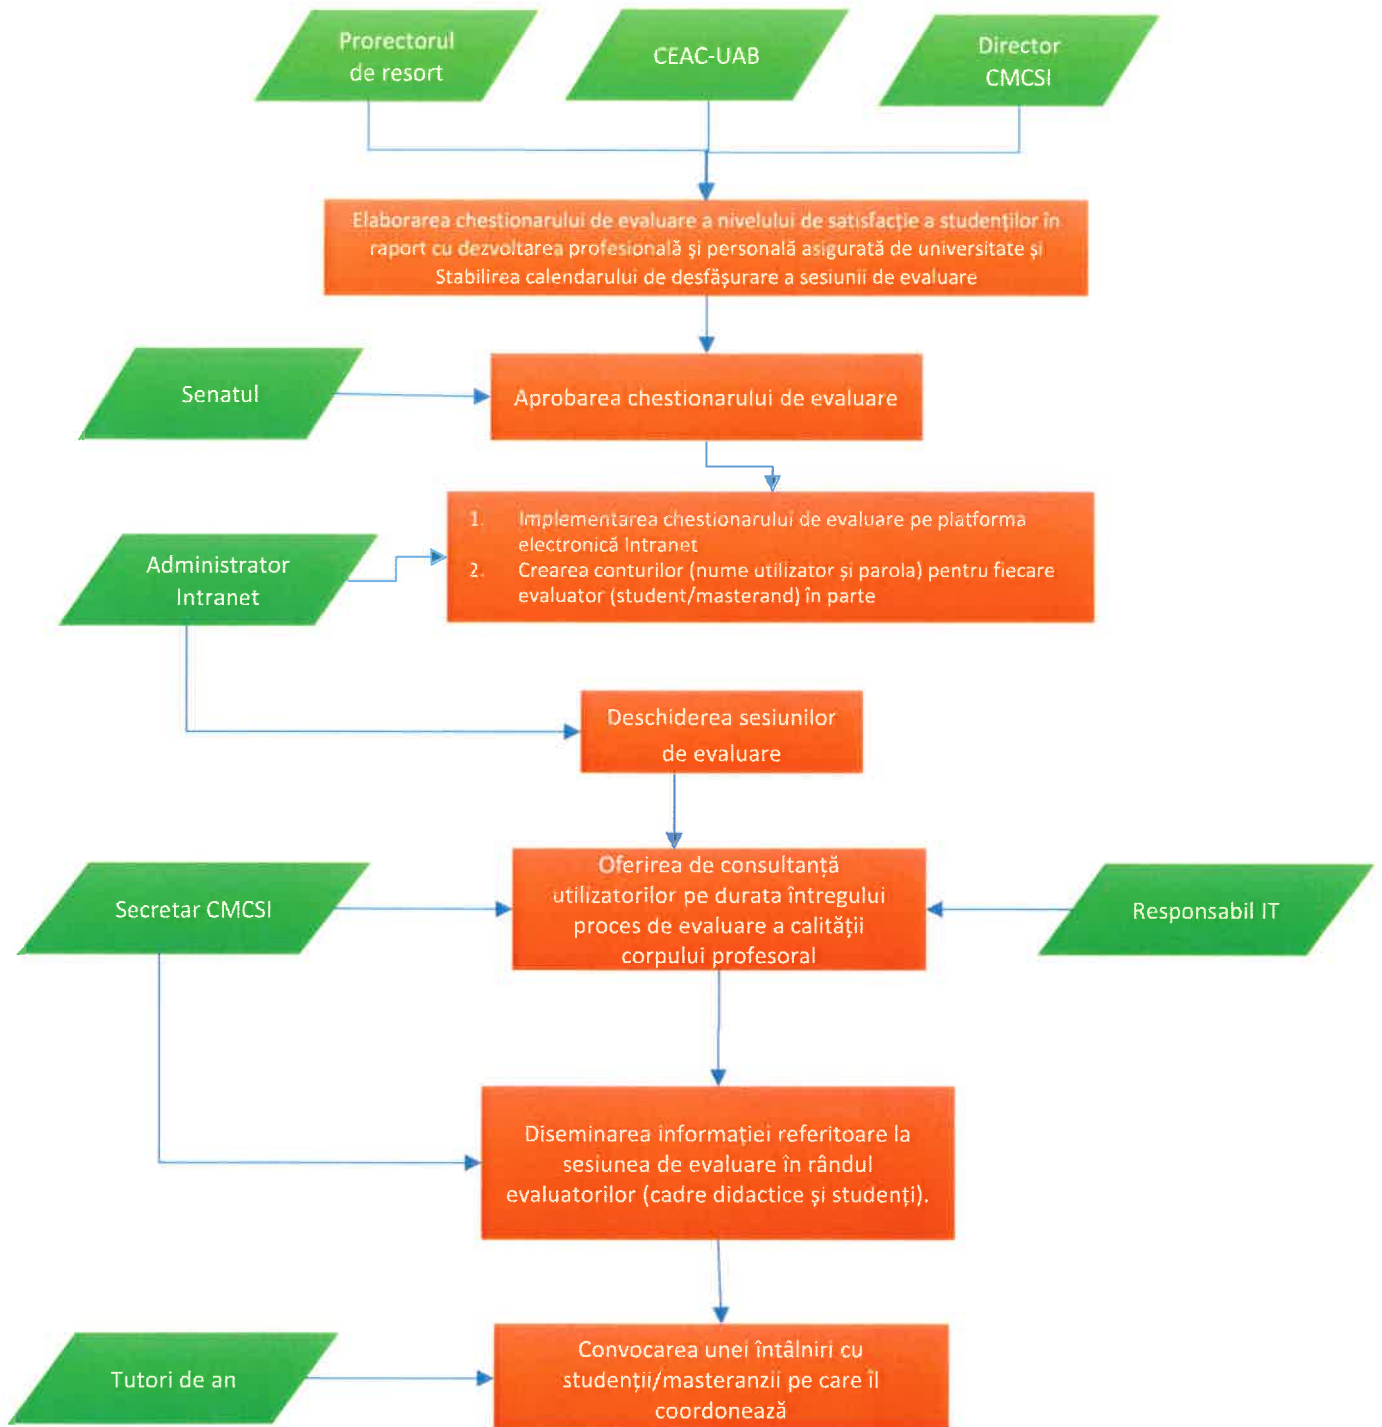 Prorectorul
de resort
CEAC-UAB
Director
CMCSI
Elaborarea chestionarului de evaluare a nivelului de satisfacție a studenților în
raport cu dezvoltarea profesională și personală asigurată de universitate și
Stabilirea calendarului de desfășurare a sesiunii de evaluare
Senatul
Aprobarea chestionarului de evaluare
Administrator
Intranet
1. Implementarea chestionarului de evaluare pe platforma
electronică Intranet
2. Crearea conturilor (nume utilizator și parola) pentru fiecare
evaluator (student/masterand) în parte
Deschiderea sesiunilor
de evaluare
Secretar CMCSI
Oferirea de consultanță
utilizatorilor pe durata întregului
proces de evaluare a calității
corpului profesoral
Responsabil IT
Diseminarea informației referitoare la
sesiunea de evaluare în rândul
evaluatorilor (cadre didactice și studenți).
Tutori de an
Convocarea unei întâlniri cu
studenții/masteranzii pe care îl
coordonează